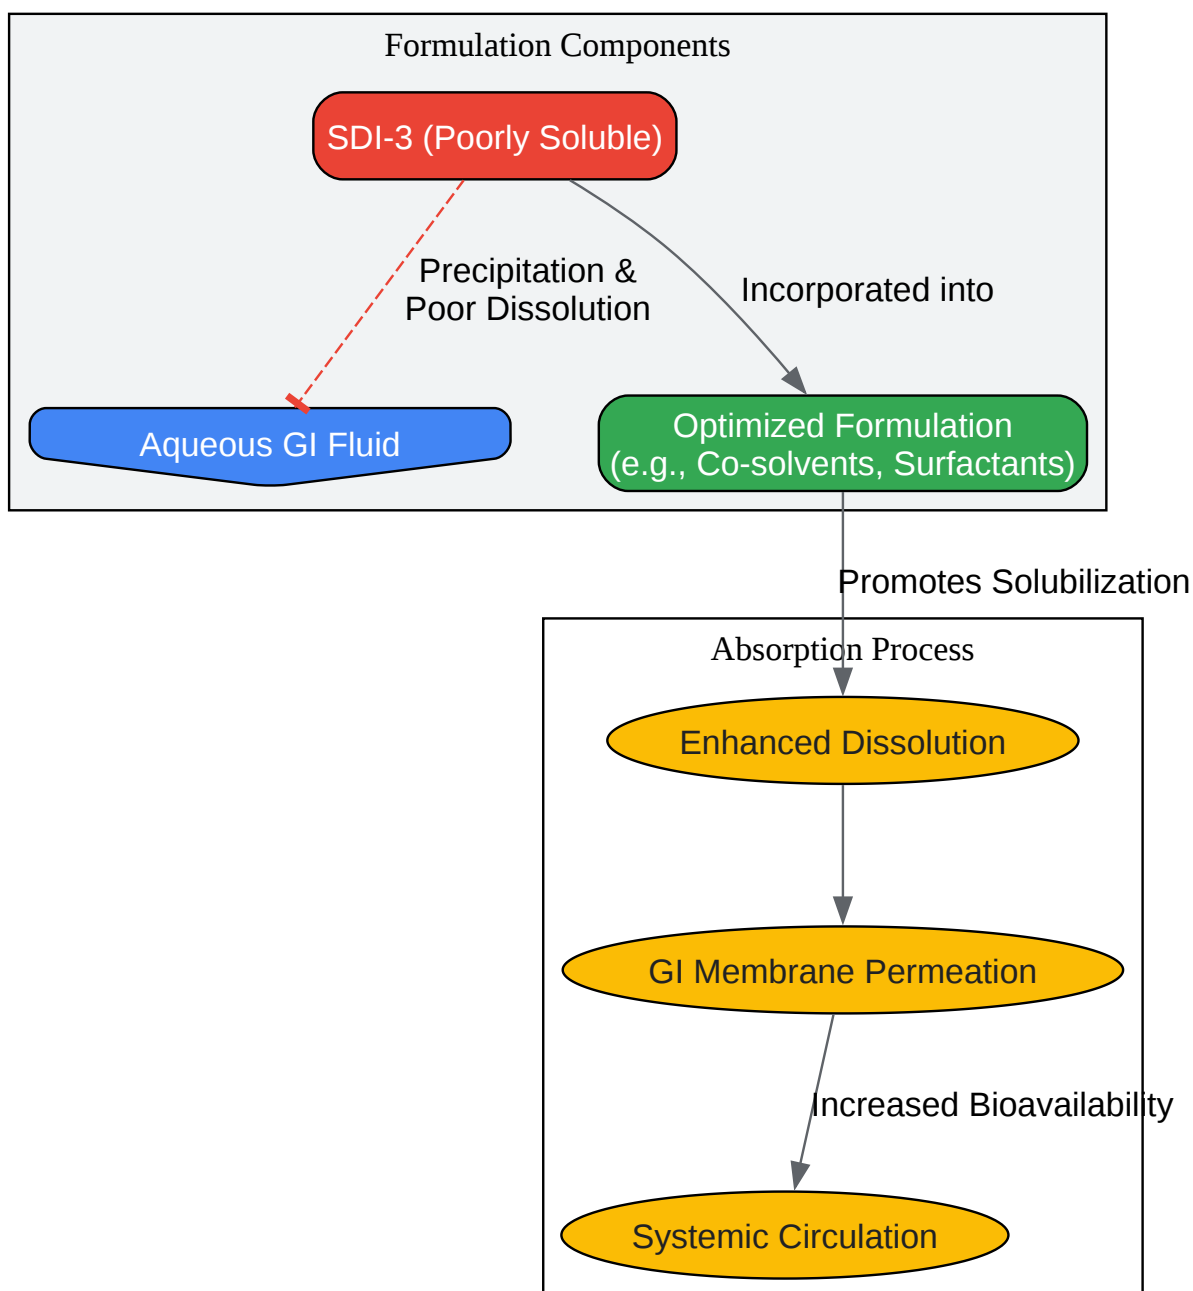 Formulation Components
SDI-3 (Poorly Soluble)
Precipitation &
Poor Dissolution
Incorporated into
Aqueous GI Fluid
Optimized Formulation
(e.g., Co-solvents, Surfactants)
Promotes Solubilization
Absorption Process
Enhanced Dissolution
GI Membrane Permeation
Increased Bioavailability
Systemic Circulation